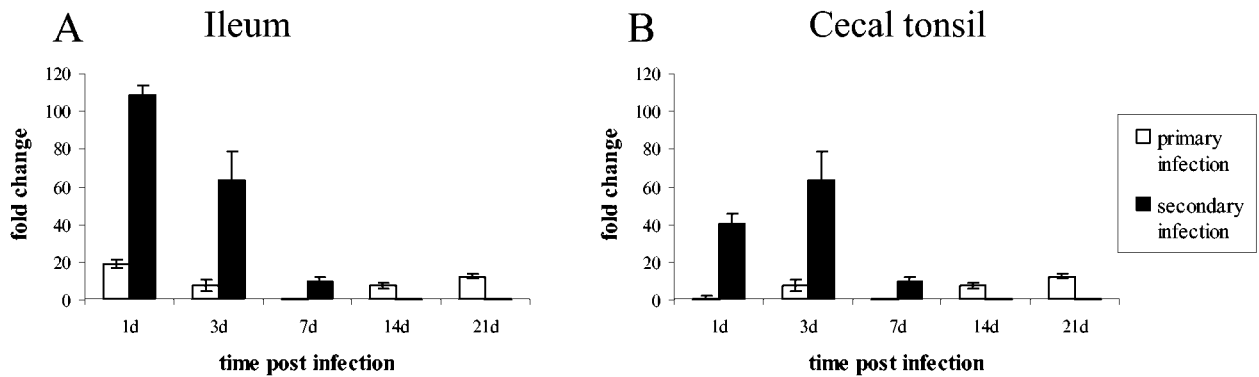 A Ileum
fold change
120
100
80
60
40
20
0
1d 3d 7d 14d 21d
time post infection
B Cecal tonsil
fold change
120
100
80
60
40
20
0
1d 3d 7d 14d 21d
time post infection
primary
infection
secondary
infection